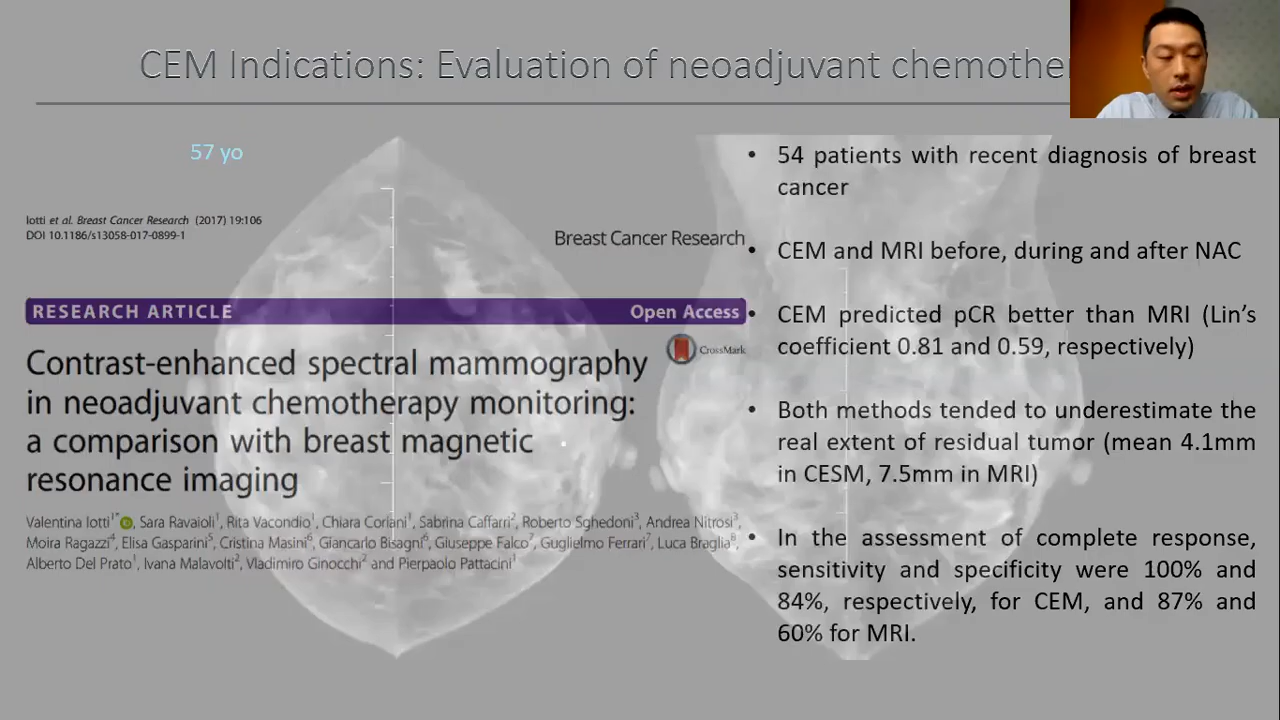 CEM Indications: Evaluation of neoadjuvant chemothe
57 yo
Iotti et al. Breast Cancer Research (2017) 19:106
DOI 10.1186/s13058-017-0899-1
Breast Cancer Research
RESEARCH ARTICLE Open Access
CrossMark
Contrast-enhanced spectral mammography
in neoadjuvant chemotherapy monitoring:
a comparison with breast magnetic
resonance imaging
Valentina Iotti1*, Sara Ravaioli1, Rita Vacondio1, Chiara Coriani1, Sabrina Caffarri2, Roberto Sghedoni3, Andrea Nitrosi3,
Moira Ragazzi4, Elisa Gasparini5, Cristina Masini6, Giancarlo Bisagni6, Giuseppe Falco7, Guglielmo Ferrari7, Luca Braglia8,
Alberto Del Prato1, Ivana Malavolti2, Vladimiro Ginocchi2 and Pierpaolo Pattacini1
• 54 patients with recent diagnosis of breast
cancer
• CEM and MRI before, during and after NAC
• CEM predicted pCR better than MRI (Lin's
coefficient 0.81 and 0.59, respectively)
• Both methods tended to underestimate the
real extent of residual tumor (mean 4.1mm
in CESM, 7.5mm in MRI)
• In the assessment of complete response,
sensitivity and specificity were 100% and
84%, respectively, for CEM, and 87% and
60% for MRI.